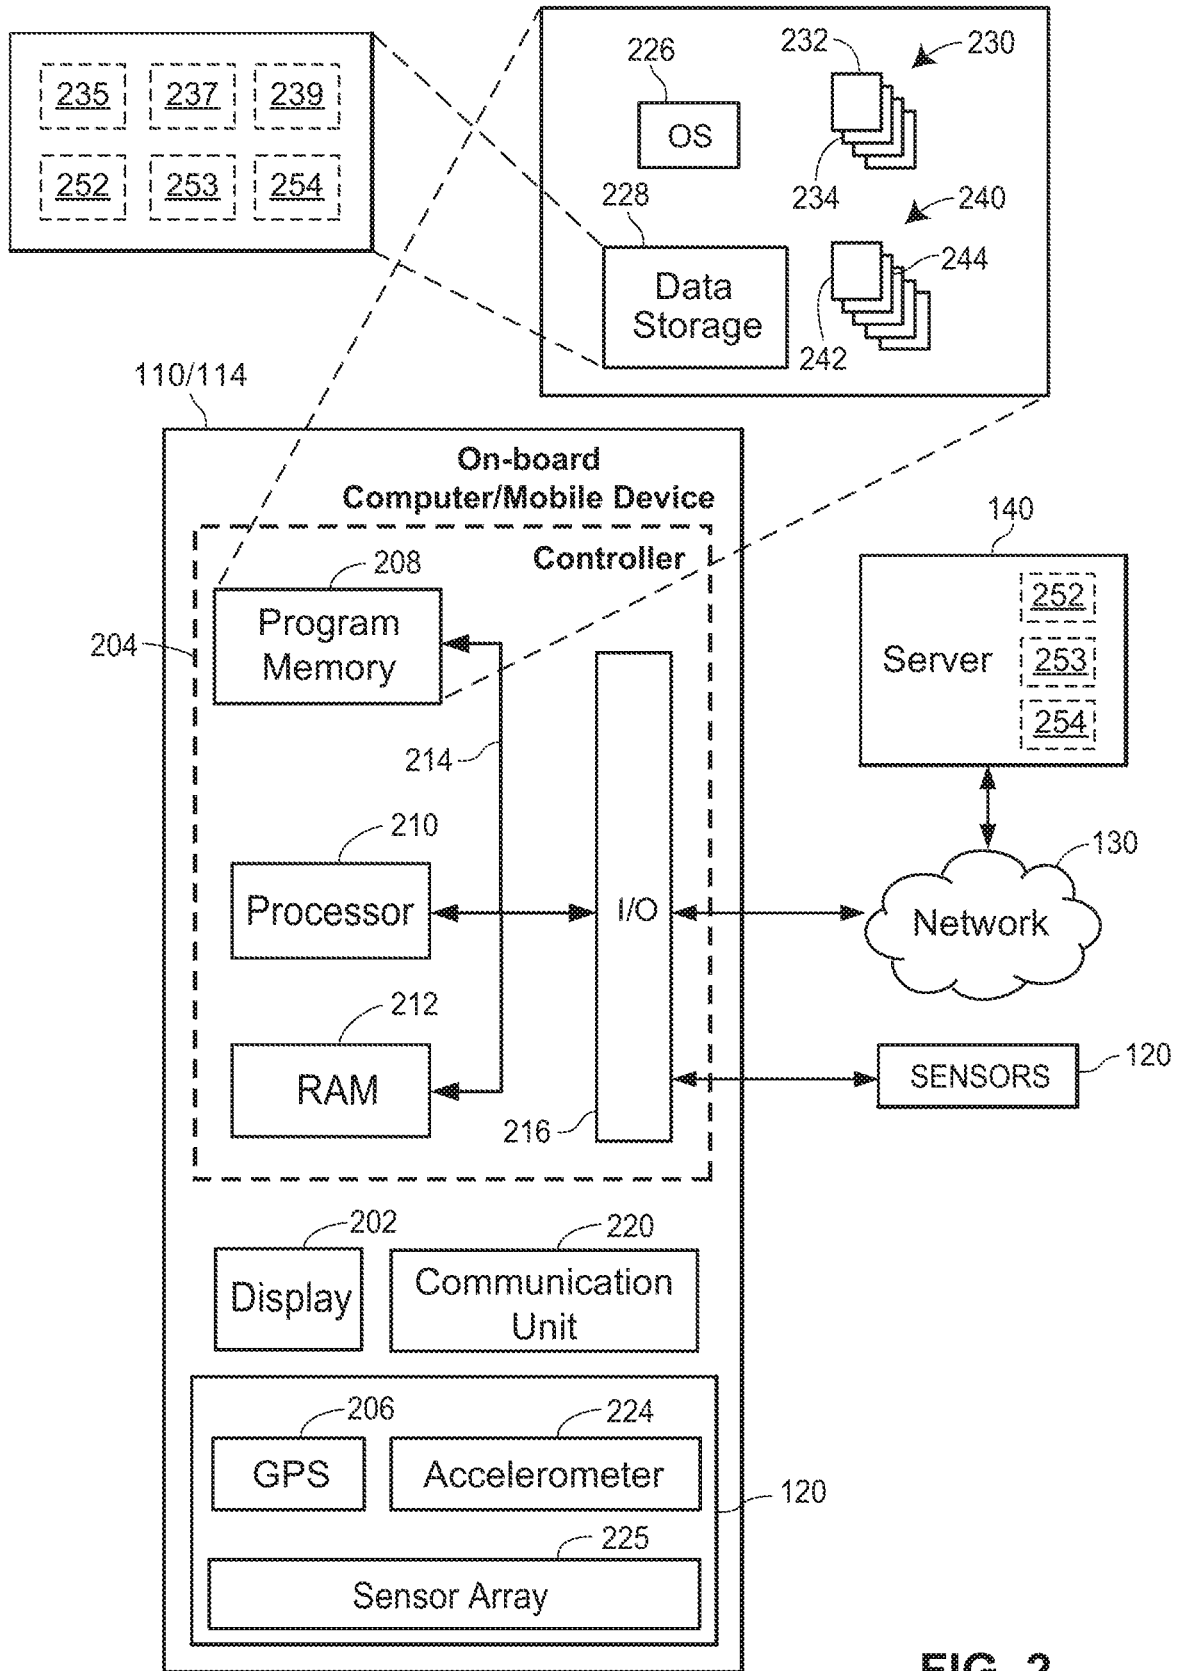 235 237 239
252 253 254
226
OS
232
230
234
228
Data
Storage
240
244
242
110/114
On-board
Computer/Mobile Device
Controller
208
Program
Memory
204
214
210
Processor
212
RAM
I/O
216
140
Server
252
253
254
130
Network
SENSORS
120
202
Display
220
Communication
Unit
206
GPS
224
Accelerometer
120
225
Sensor Array
FIG. 2